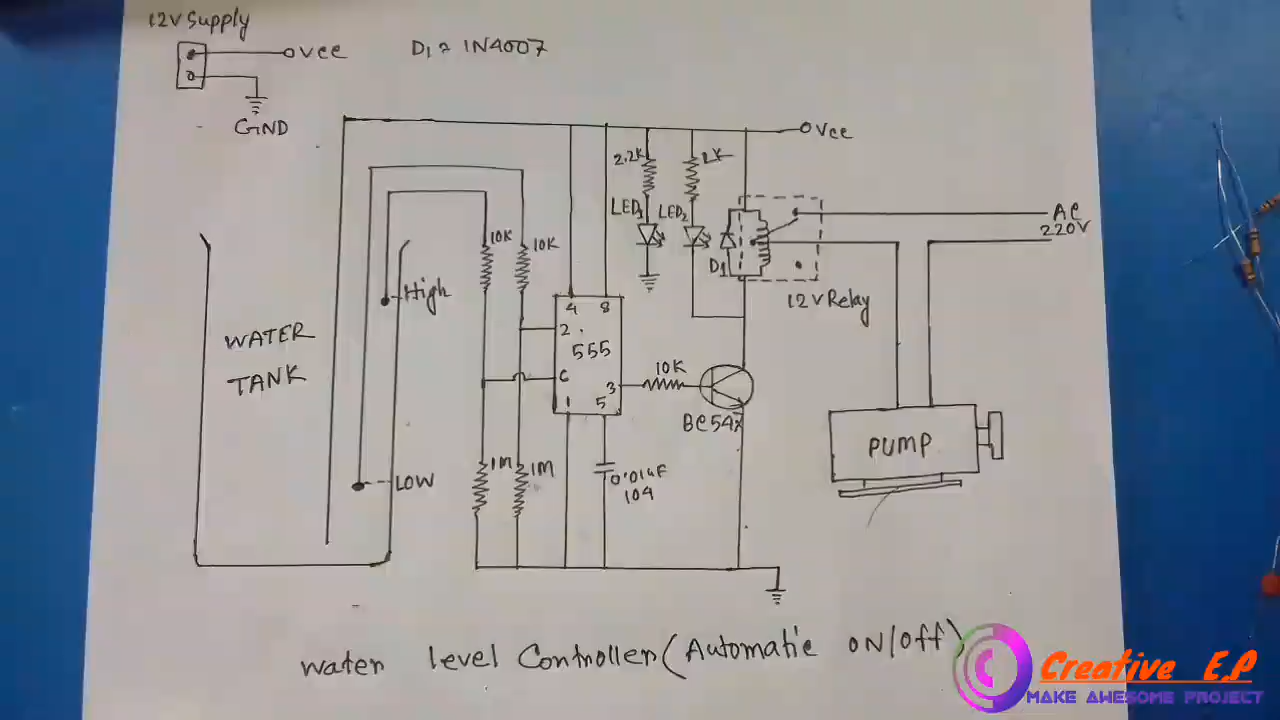 12V Supply
VCC
D1 = 1N4007
GND
VCC
2.2K
1K
10K
10K
LED1
LED2
AC
220V
D1
High
12V Relay
WATER
TANK
4 8
2
555
6
3
1 5
10K
BC547
PUMP
1M
1M
LOW
0.01uF
104
Water level Controller (Automatic ON/Off)
Creative E.P
MAKE AWESOME PROJECT